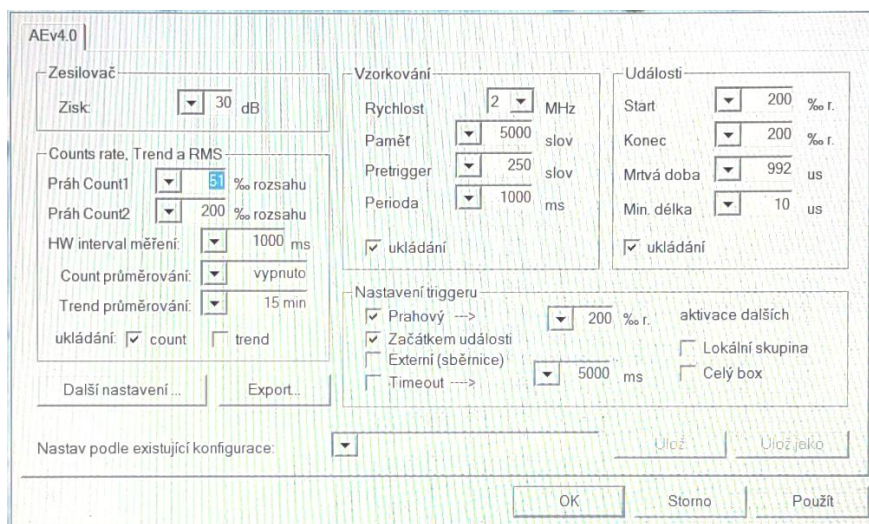 AEv4.0
Zesilovač
Zisk: 30 dB
Counts rate, Trend a RMS
Práh Count1 51 ‰ rozsahu
Práh Count2 200 ‰ rozsahu
HW interval měření: 1000 ms
Count průměrování: vypnuto
Trend průměrování: 15 min
ukládání: count trend
Další nastavení ... Export...
Vzorkování
Rychlost 2 MHz
Paměť 5000 slov
Pretrigger 250 slov
Perioda 1000 ms
ukládání
Události
Start 200 ‰ r.
Konec 200 ‰ r.
Mrtvá doba 992 us
Min. délka 10 us
ukládání
Nastavení triggeru
Prahový ---> 200 ‰ r.
Začátkem události
Externí (sběrnice)
Timeout ----> 5000 ms
aktivace dalších
Lokální skupina
Celý box
Nastav podle existující konfigurace: Ulož Ulož jako
OK Storno Použít